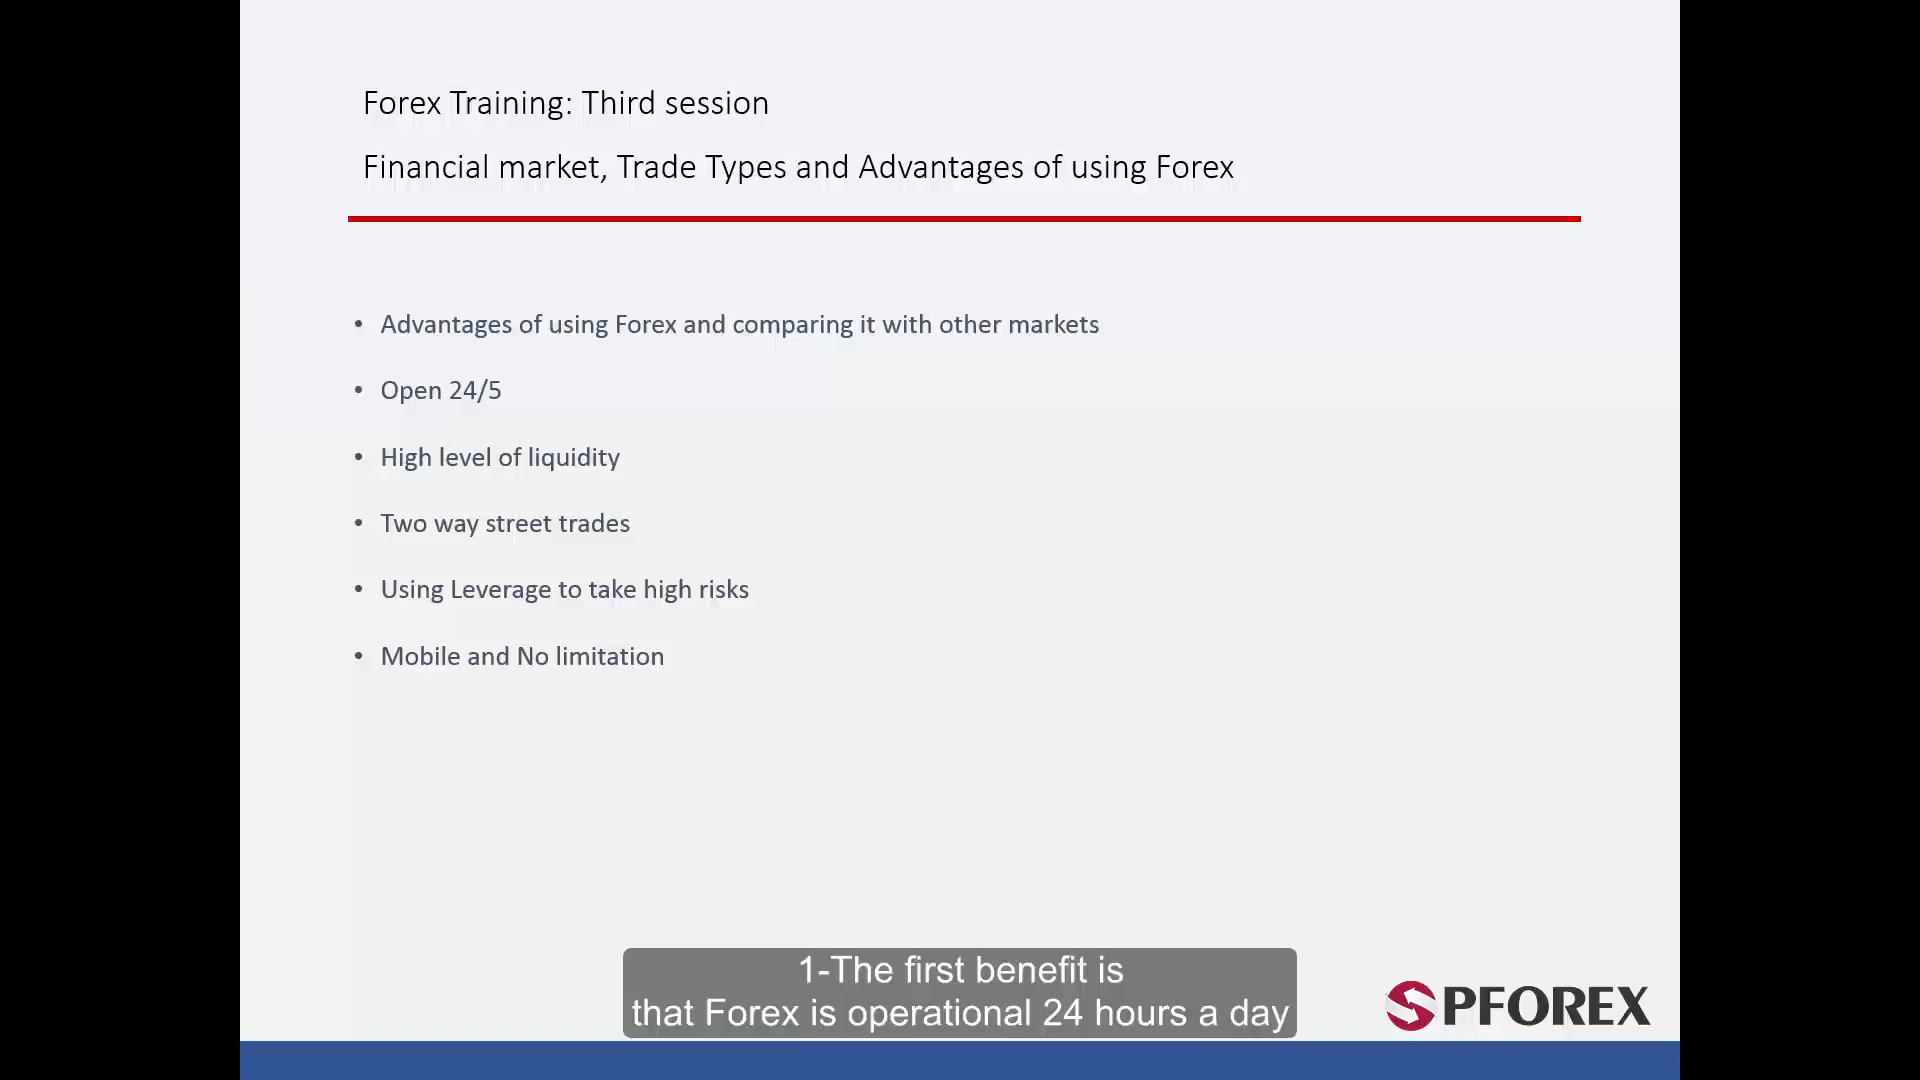 Forex Training: Third session
Financial market, Trade Types and Advantages of using Forex
• Advantages of using Forex and comparing it with other markets
• Open 24/5
• High level of liquidity
• Two way street trades
• Using Leverage to take high risks
• Mobile and No limitation
1-The first benefit is
that Forex is operational 24 hours a day
PFOREX